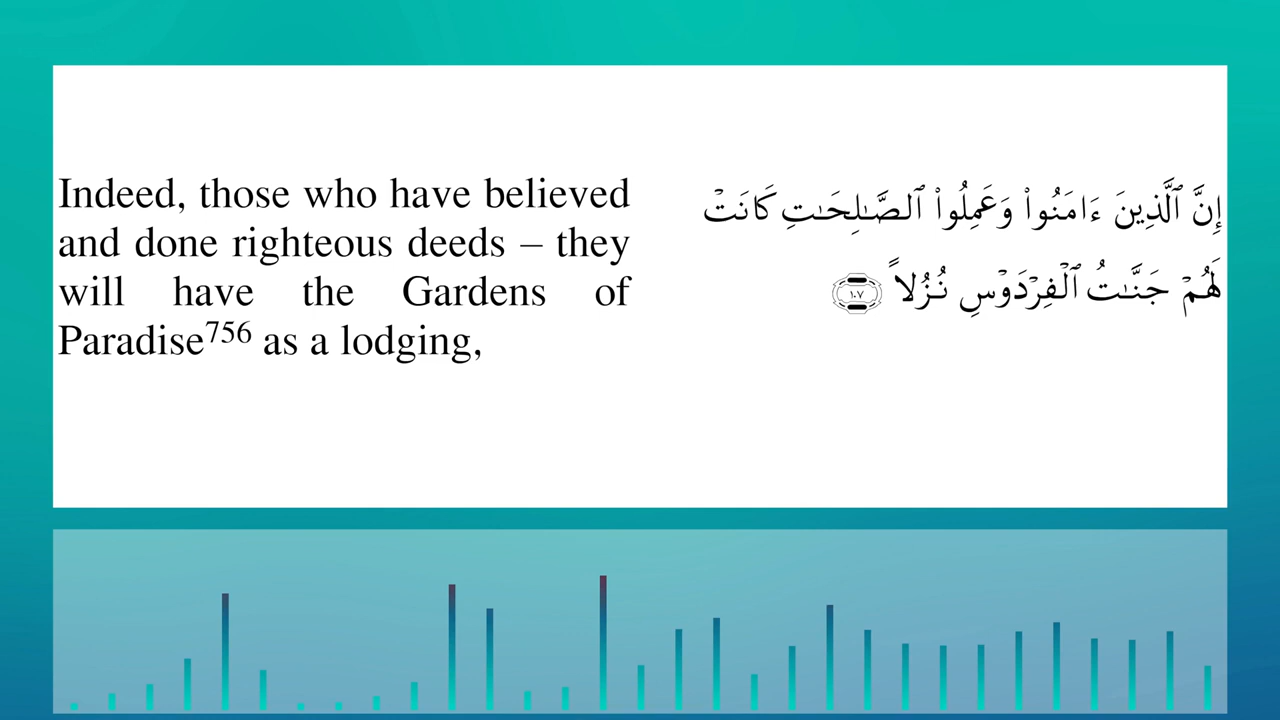 Indeed, those who have believed
and done righteous deeds – they
will have the Gardens of
Paradise756 as a lodging,
إِنَّ ٱلَّذِينَ ءَامَنُوا۟ وَعَمِلُوا۟ ٱلصَّـٰلِحَـٰتِ كَانَتْ
لَهُمْ جَنَّـٰتُ ٱلْفِرْدَوْسِ نُزُلاً ١٠٧